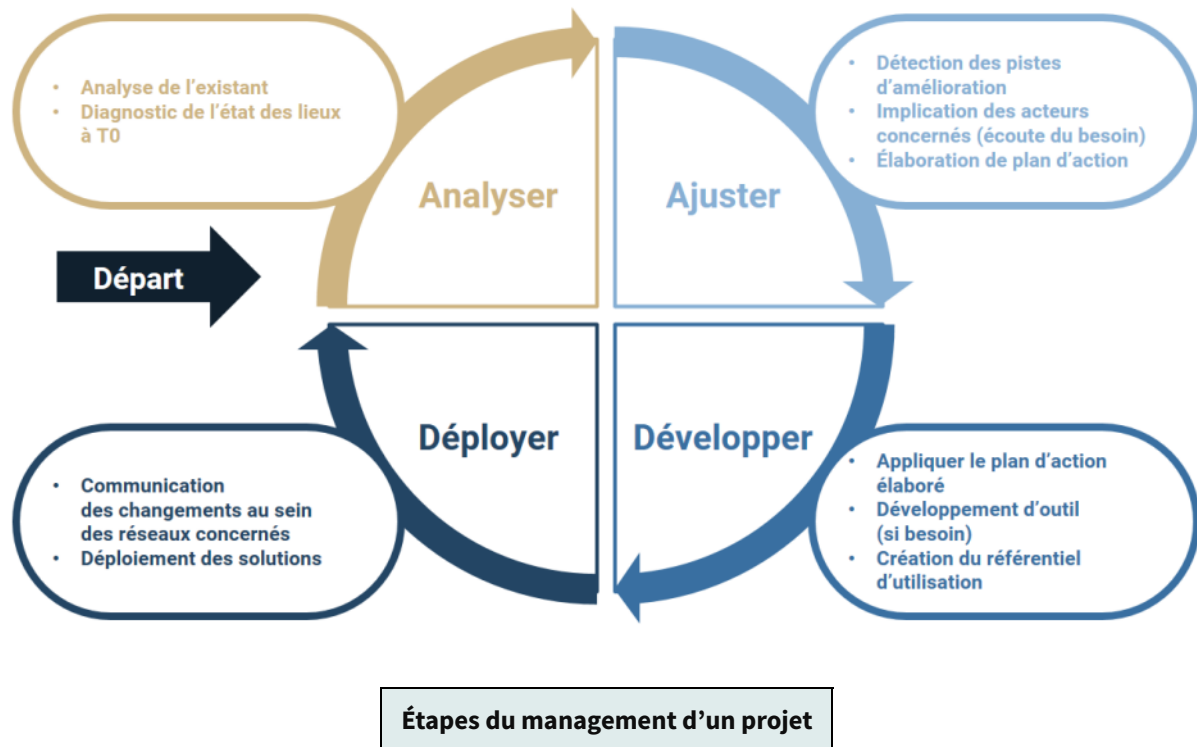 • Analyse de l’existant
• Diagnostic de l’état des lieux
à T0
Analyser
Ajuster
• Détection des pistes
d’amélioration
• Implication des acteurs
concernés (écoute du besoin)
• Élaboration de plan d’action
Départ
Déployer
Développer
• Communication
des changements au sein
des réseaux concernés
• Déploiement des solutions
• Appliquer le plan d’action
élaboré
• Développement d’outil
(si besoin)
• Création du référentiel
d’utilisation
Étapes du management d’un projet